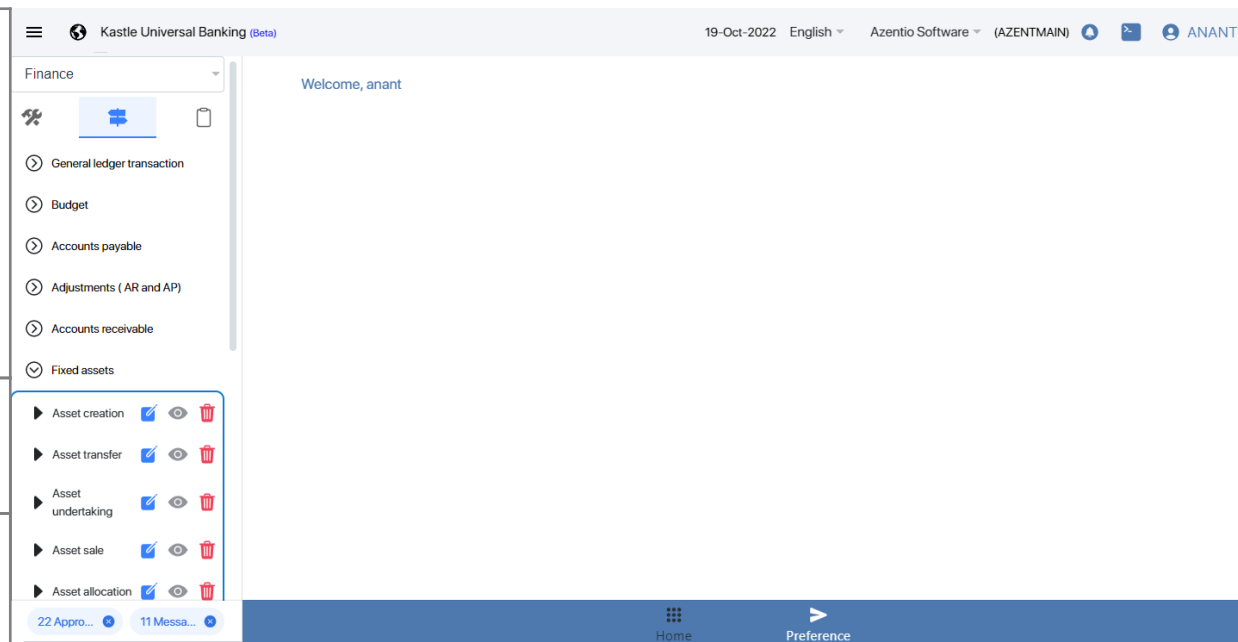 Kastle Universal Banking (Beta)
19-Oct-2022 English Azentio Software (AZENTMAIN) ANANT
Finance
Welcome, anant
General ledger transaction
Budget
Accounts payable
Adjustments ( AR and AP)
Accounts receivable
Fixed assets
Asset creation
Asset transfer
Asset
undertaking
Asset sale
Asset allocation
22 Appro... 11 Messa...
Home Preference